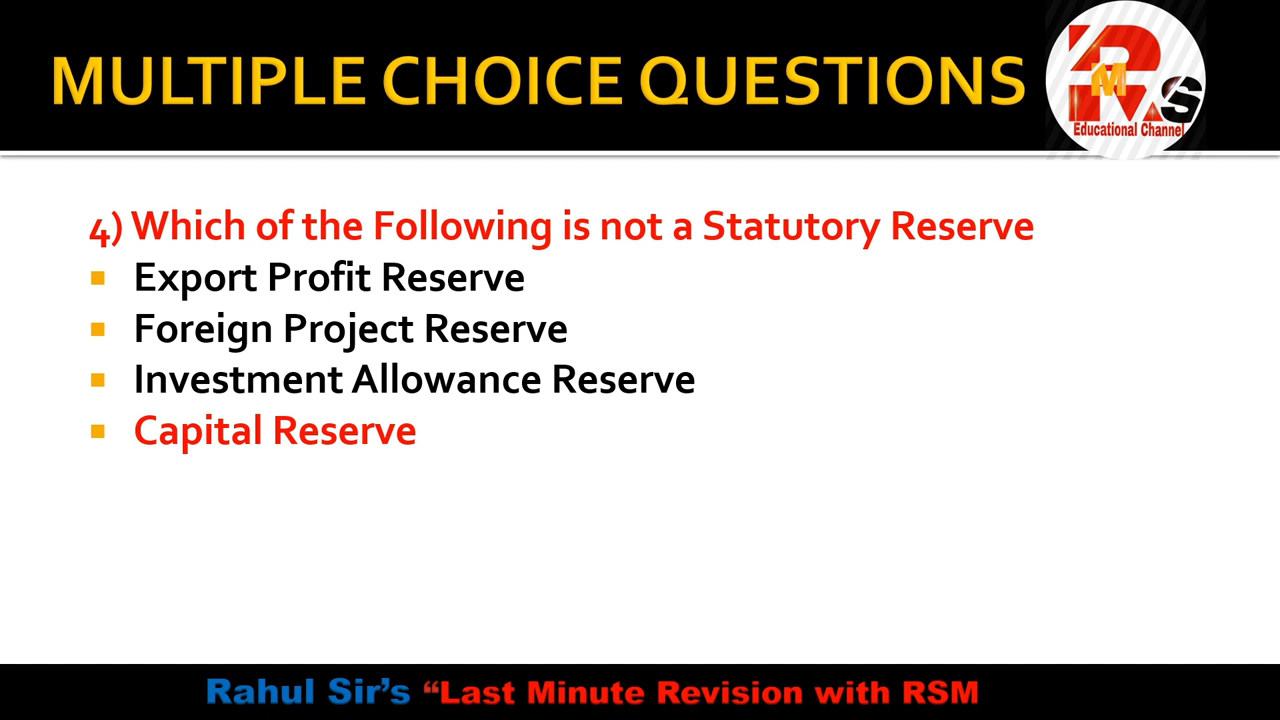 MULTIPLE CHOICE QUESTIONS
RMS
Educational Channel
4) Which of the Following is not a Statutory Reserve
Export Profit Reserve
Foreign Project Reserve
Investment Allowance Reserve
Capital Reserve
Rahul Sir's “Last Minute Revision with RSM